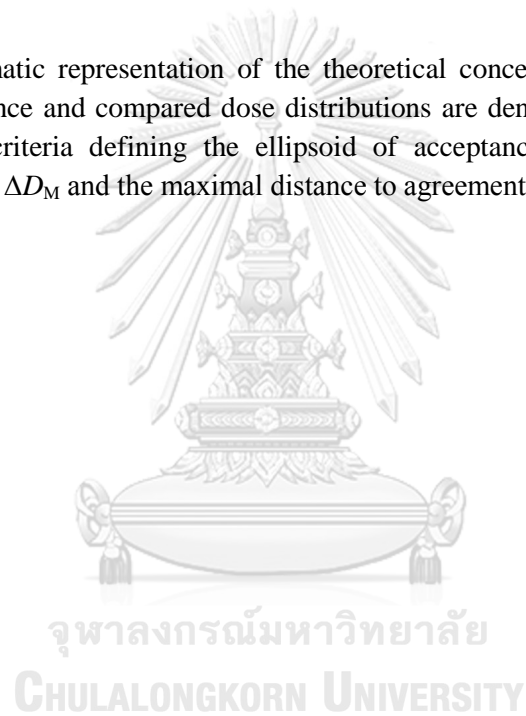 natic representation of the theoretical conce
nce and compared dose distributions are den
criteria defining the ellipsoid of acceptanc
ΔD_M and the maximal distance to agreement
จุฬาลงกรณ์มหาวิทยาลัย
CHULALONGKORN UNIVERSITY